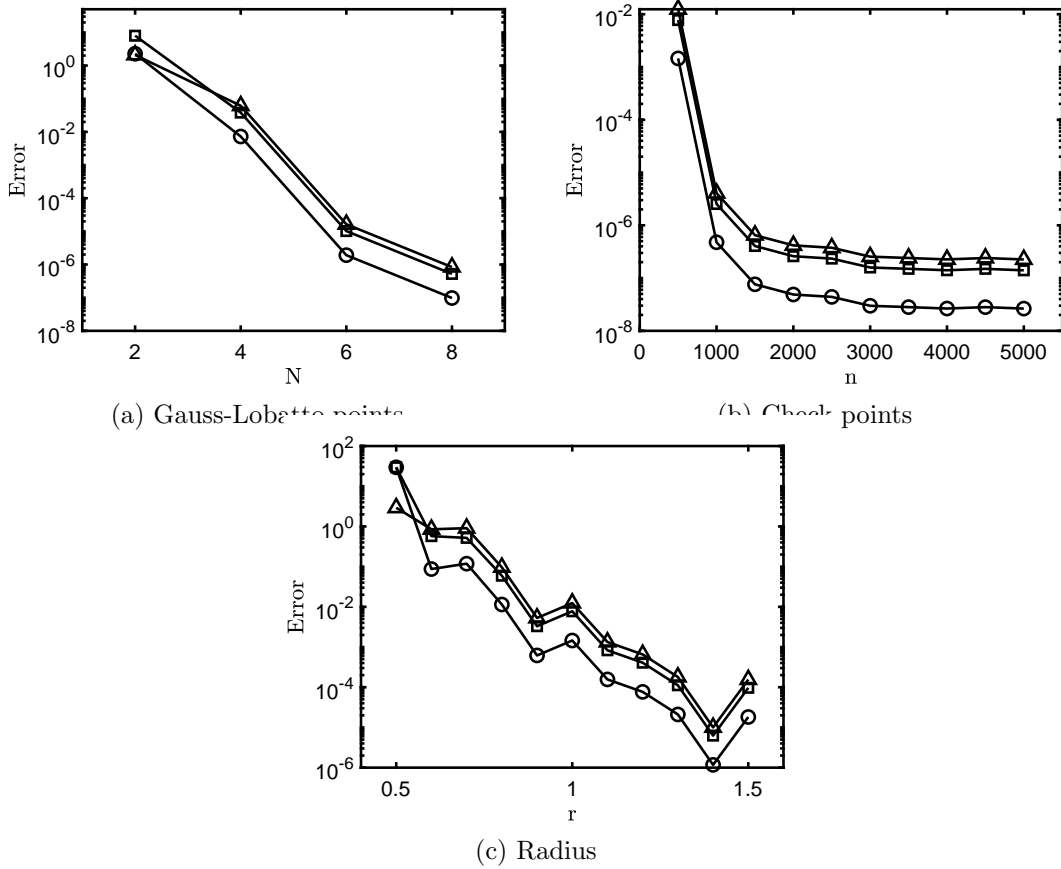 10^0
10^-2
10^-4
10^-6
10^-8
Error
2 4 6 8
N
(a) Gauss-Lobatto points
10^-2
10^-4
10^-6
10^-8
Error
0 1000 2000 3000 4000 5000
n
(b) Check points
10^2
10^0
10^-2
10^-4
10^-6
Error
0.5 1 1.5
r
(c) Radius